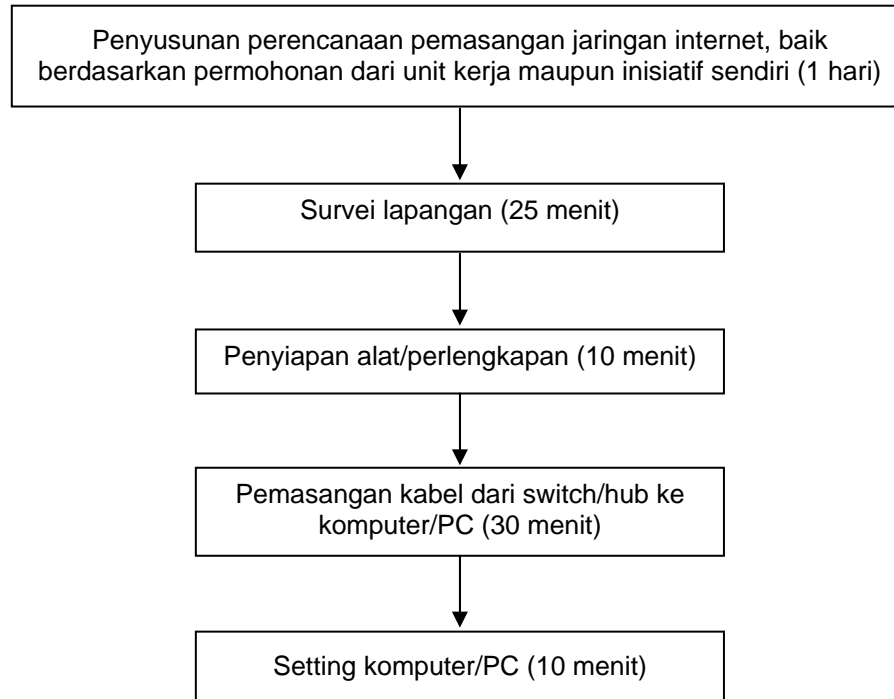 Penyusunan perencanaan pemasangan jaringan internet, baik
berdasarkan permohonan dari unit kerja maupun inisiatif sendiri (1 hari)
Survei lapangan (25 menit)
Penyiapan alat/perlengkapan (10 menit)
Pemasangan kabel dari switch/hub ke
komputer/PC (30 menit)
Setting komputer/PC (10 menit)